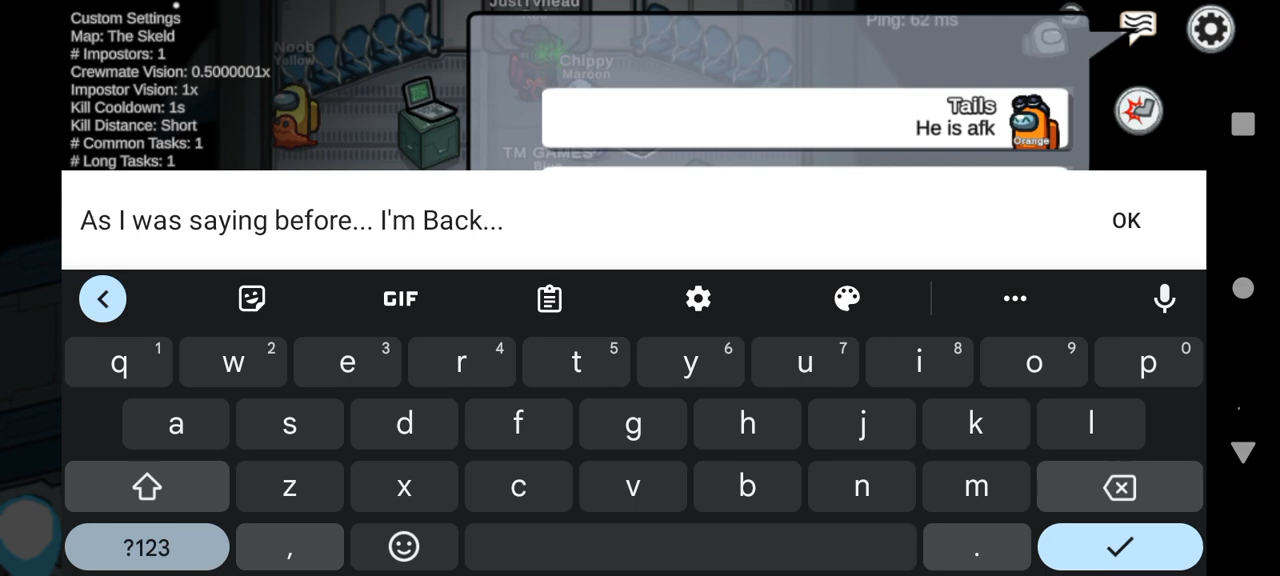 Custom Settings
Map: The Skeld
# Impostors: 1
Crewmate Vision: 0.5000001x
Impostor Vision: 1x
Kill Cooldown: 1s
Kill Distance: Short
# Common Tasks: 1
# Long Tasks: 1
Noob
Yellow
Chippy
Maroon
TM GAMES
Blue
Ping: 62 ms
Tails
He is afk
Orange
As I was saying before... I'm Back...
OK
GIF
q 1 w 2 e 3 r 4 t 5 y 6 u 7 i 8 o 9 p 0
a s d f g h j k l
z x c v b n m
?123 , .